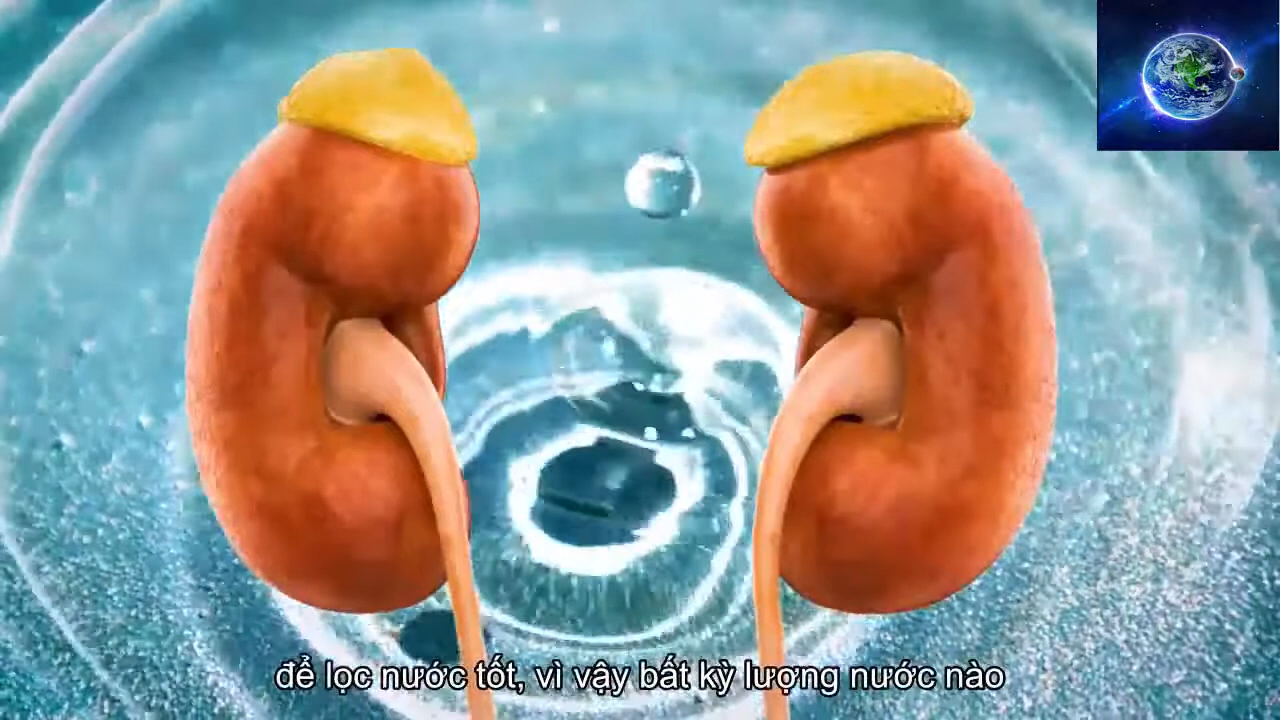 để lọc nước tốt, vì vậy bất kỳ lượng nước nào